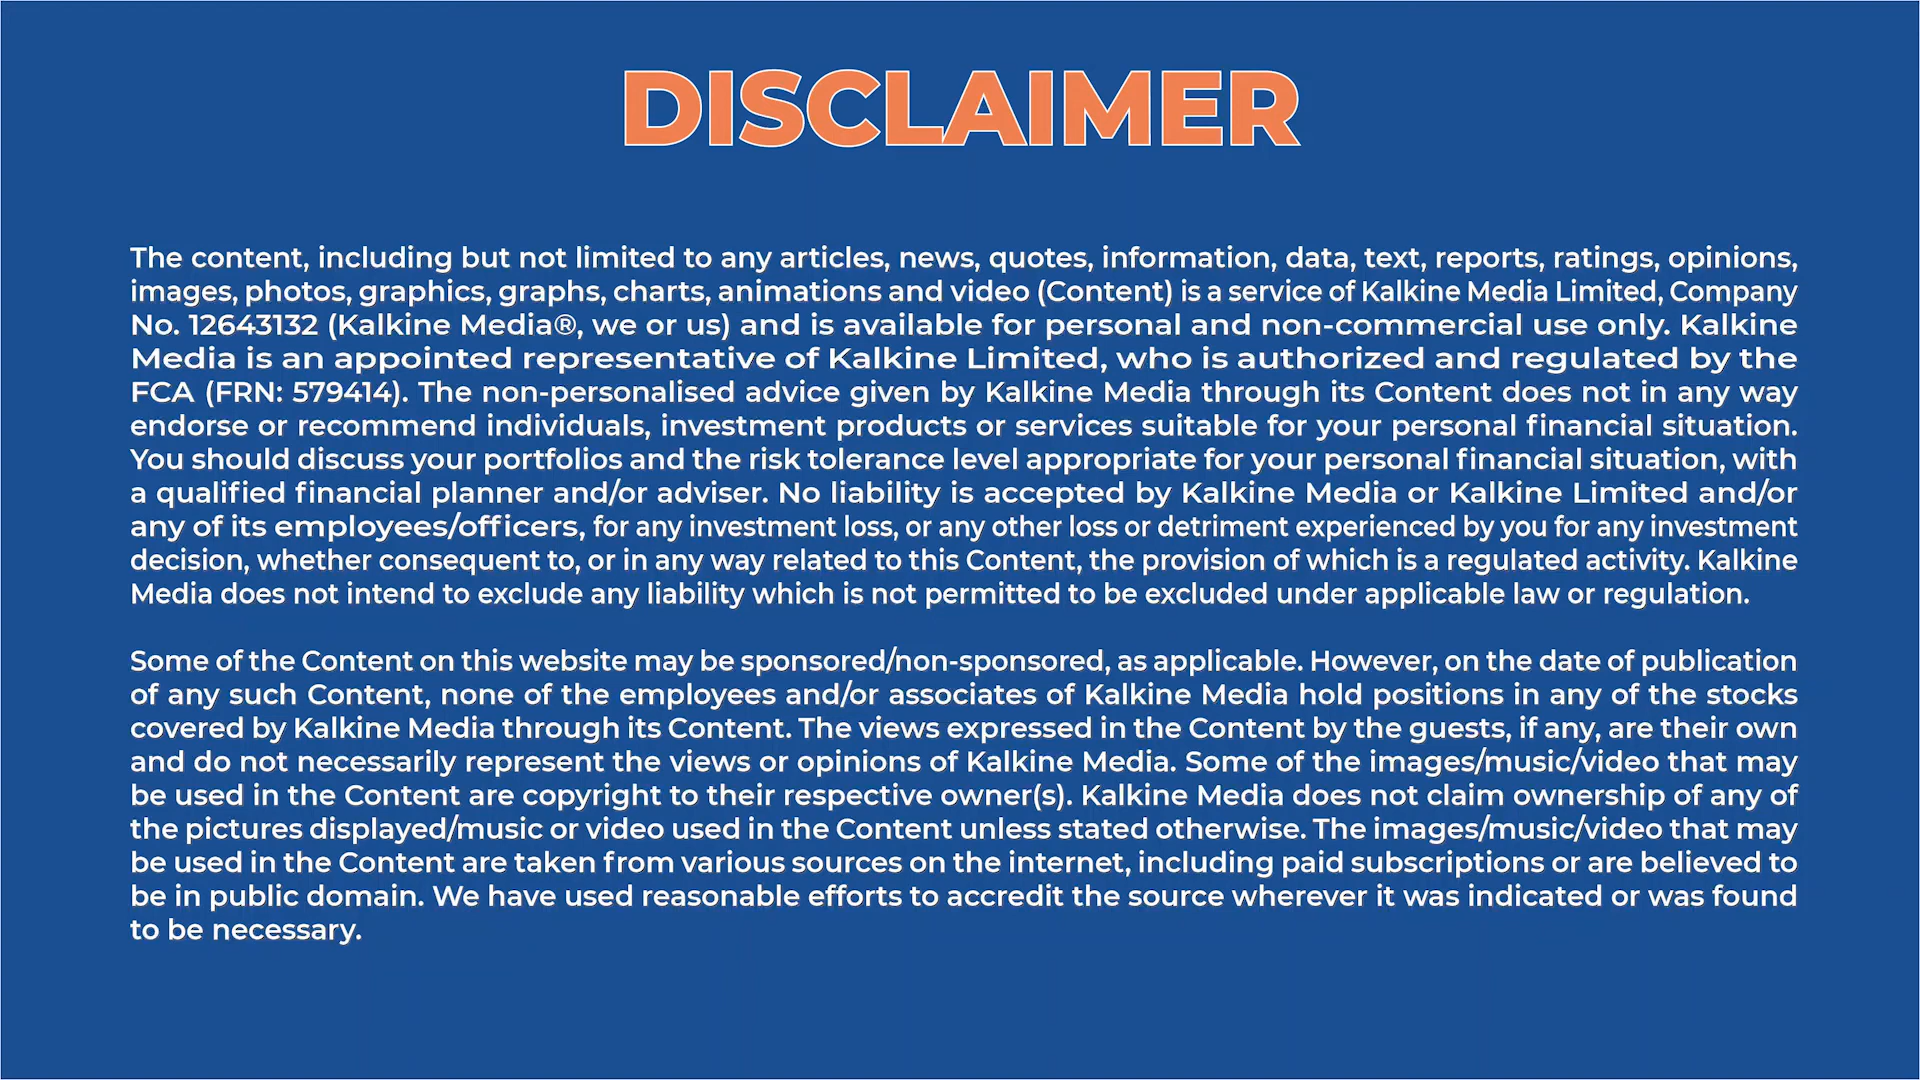 DISCLAIMER
The content, including but not limited to any articles, news, quotes, information, data, text, reports, ratings, opinions,
images, photos, graphics, graphs, charts, animations and video (Content) is a service of Kalkine Media Limited, Company
No. 12643132 (Kalkine Media®, we or us) and is available for personal and non-commercial use only. Kalkine
Media is an appointed representative of Kalkine Limited, who is authorized and regulated by the
FCA (FRN: 579414). The non-personalised advice given by Kalkine Media through its Content does not in any way
endorse or recommend individuals, investment products or services suitable for your personal financial situation.
You should discuss your portfolios and the risk tolerance level appropriate for your personal financial situation, with
a qualified financial planner and/or adviser. No liability is accepted by Kalkine Media or Kalkine Limited and/or
any of its employees/officers, for any investment loss, or any other loss or detriment experienced by you for any investment
decision, whether consequent to, or in any way related to this Content, the provision of which is a regulated activity. Kalkine
Media does not intend to exclude any liability which is not permitted to be excluded under applicable law or regulation.
Some of the Content on this website may be sponsored/non-sponsored, as applicable. However, on the date of publication
of any such Content, none of the employees and/or associates of Kalkine Media hold positions in any of the stocks
covered by Kalkine Media through its Content. The views expressed in the Content by the guests, if any, are their own
and do not necessarily represent the views or opinions of Kalkine Media. Some of the images/music/video that may
be used in the Content are copyright to their respective owner(s). Kalkine Media does not claim ownership of any of
the pictures displayed/music or video used in the Content unless stated otherwise. The images/music/video that may
be used in the Content are taken from various sources on the internet, including paid subscriptions or are believed to
be in public domain. We have used reasonable efforts to accredit the source wherever it was indicated or was found
to be necessary.